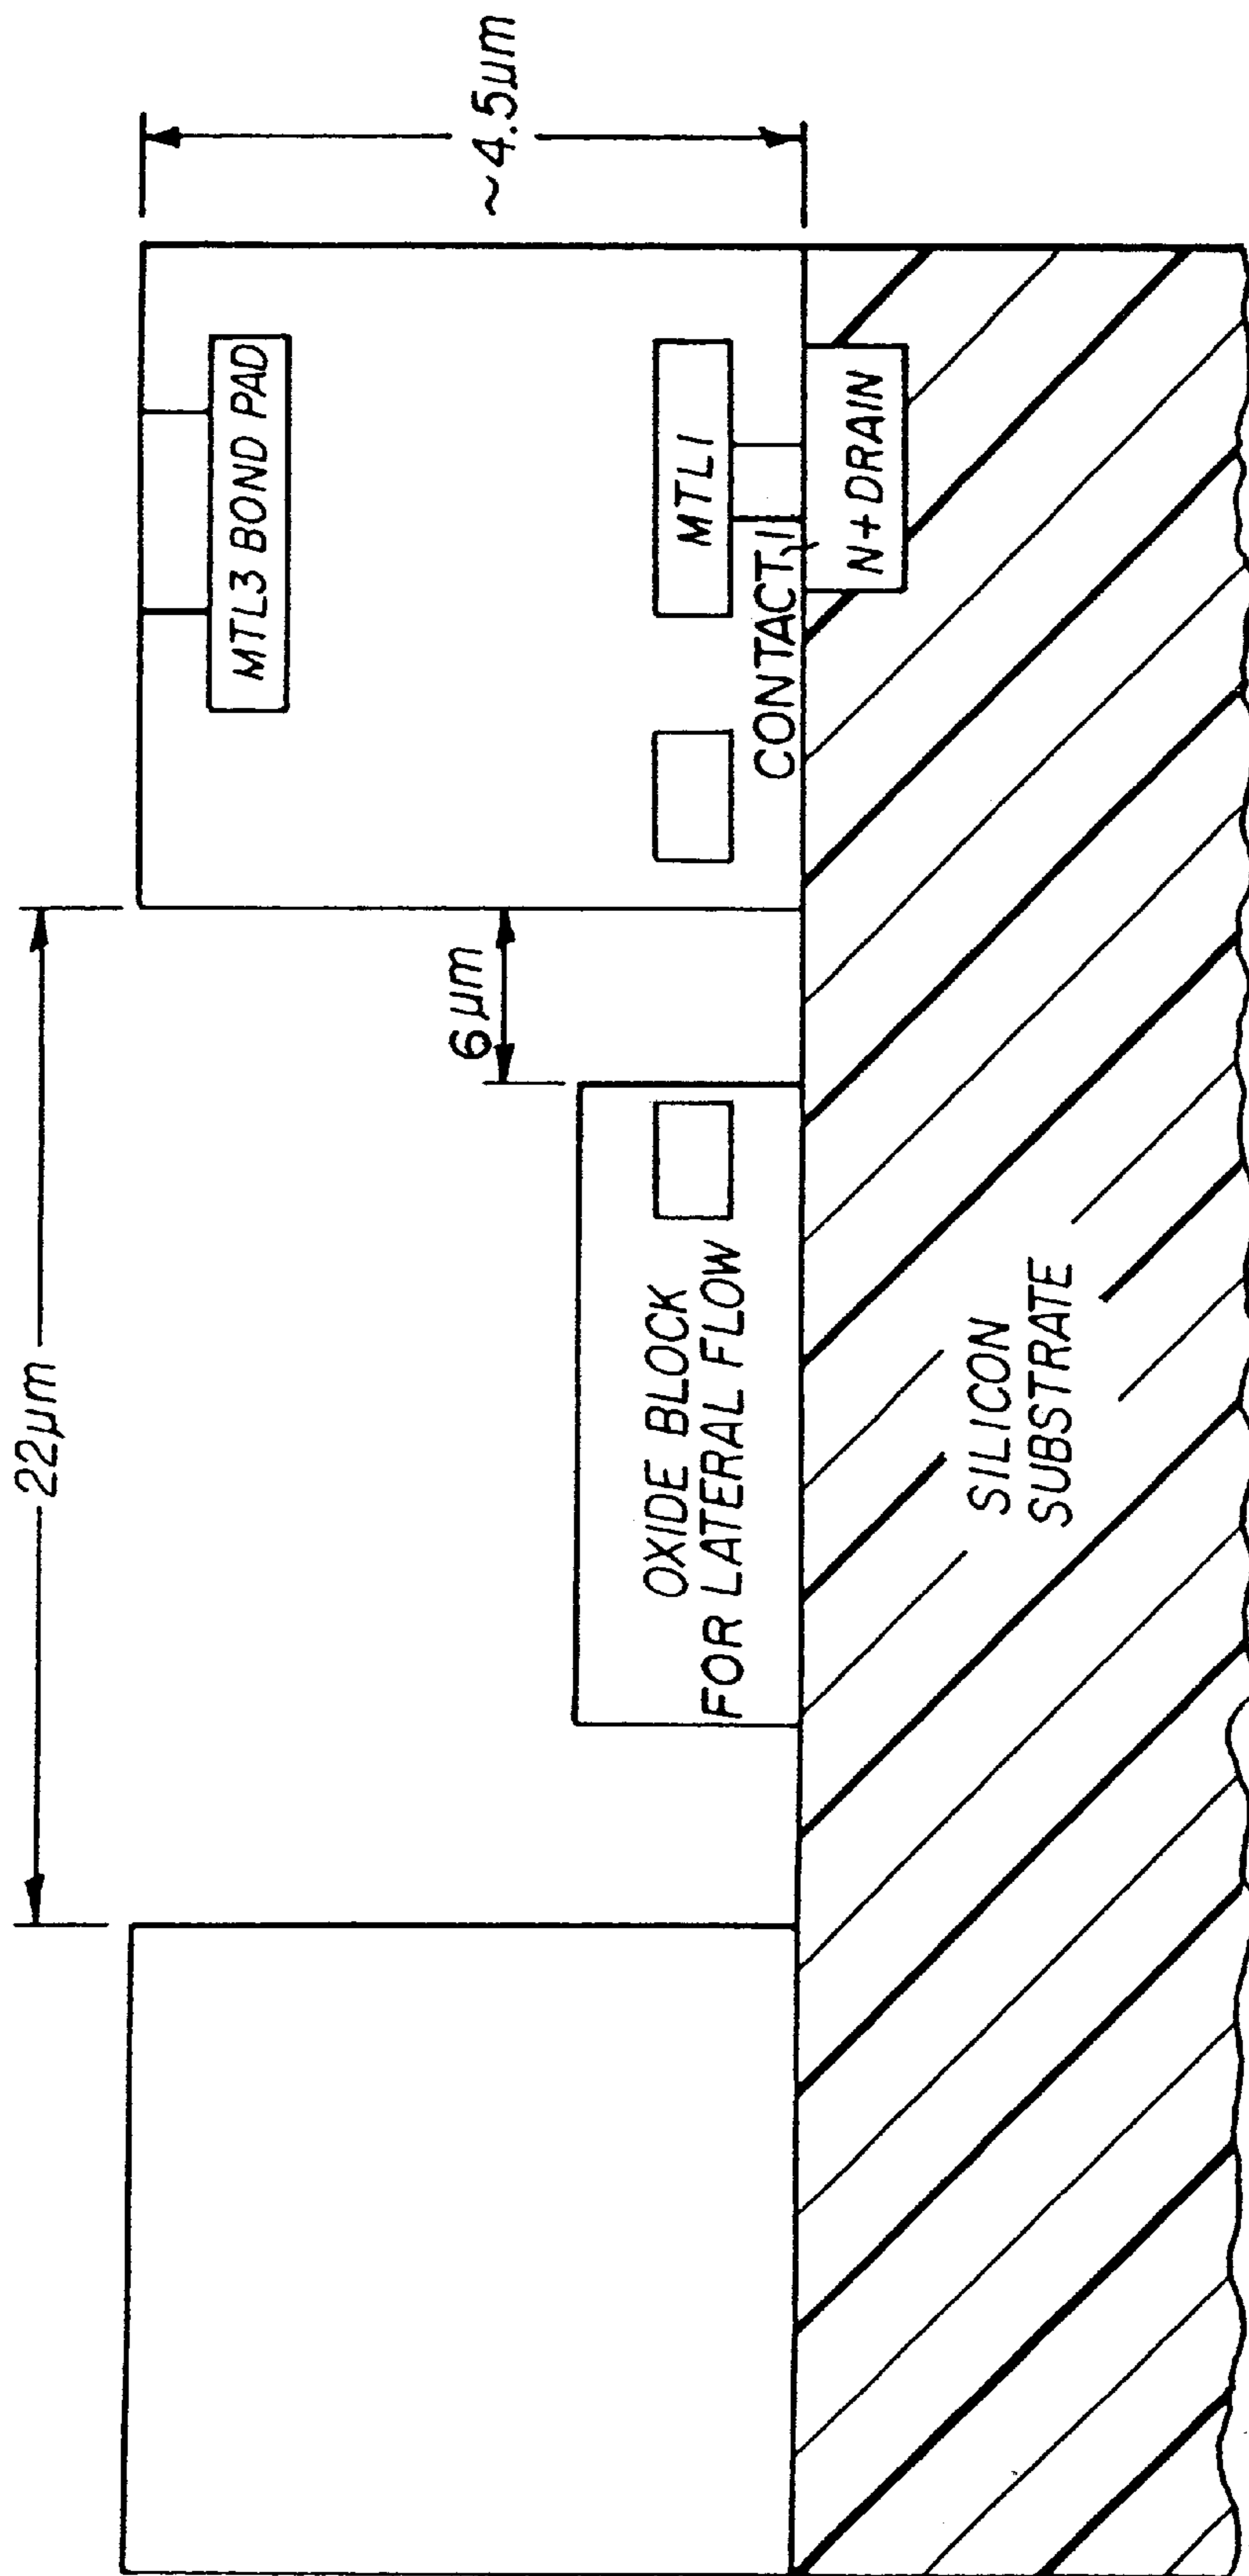 22µm
~4.5µm
6µm
MTL3 BOND PAD
MTL1
CONTACT
N+DRAIN
OXIDE BLOCK
FOR LATERAL FLOW
SILICON
SUBSTRATE